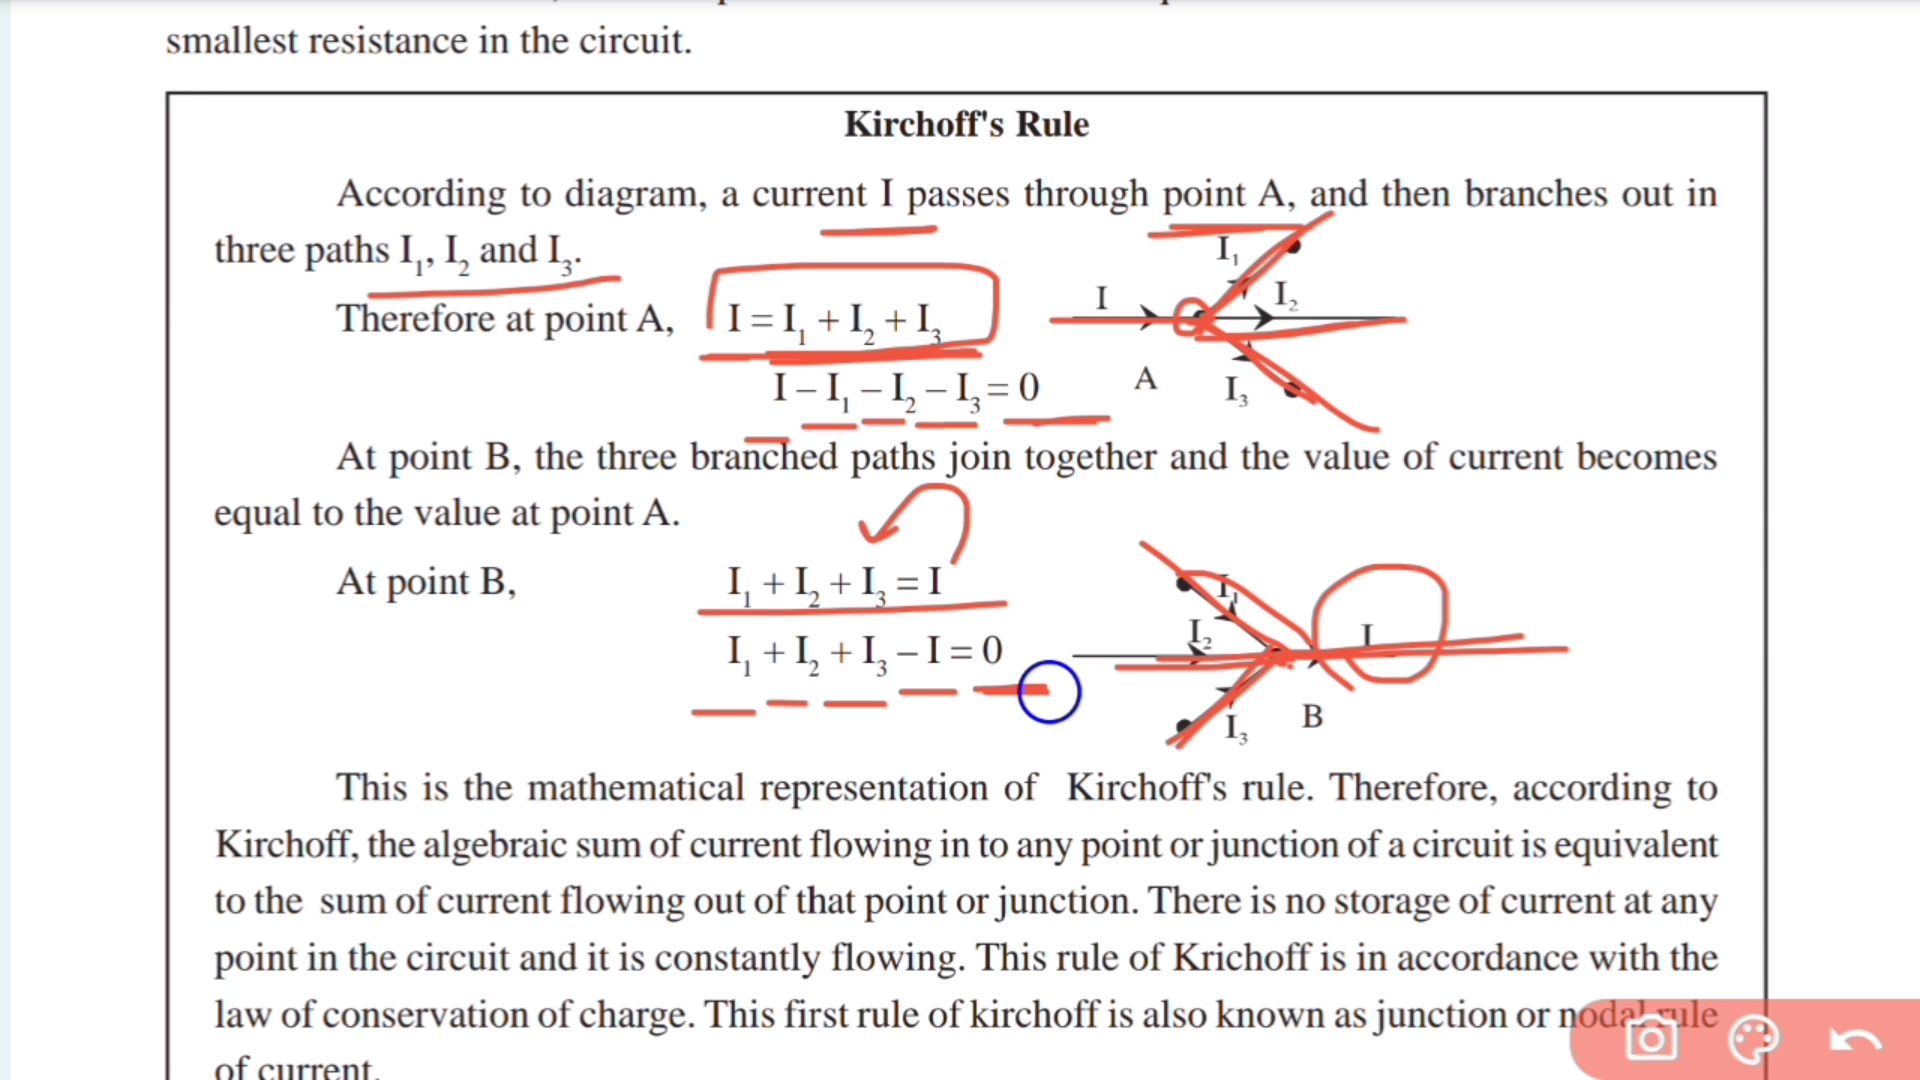 smallest resistance in the circuit.
Kirchoff's Rule
According to diagram, a current I passes through point A, and then branches out in
three paths I₁, I₂ and I₃.
Therefore at point A, I = I₁ + I₂ + I₃
I – I₁ – I₂ – I₃ = 0
I₁
I
I₂
A
I₃
At point B, the three branched paths join together and the value of current becomes
equal to the value at point A.
At point B, I₁ + I₂ + I₃ = I
I₁ + I₂ + I₃ – I = 0
I₁
I₂
I
I₃
B
This is the mathematical representation of Kirchoff's rule. Therefore, according to
Kirchoff, the algebraic sum of current flowing in to any point or junction of a circuit is equivalent
to the sum of current flowing out of that point or junction. There is no storage of current at any
point in the circuit and it is constantly flowing. This rule of Krichoff is in accordance with the
law of conservation of charge. This first rule of kirchoff is also known as junction or nodal rule
of current.